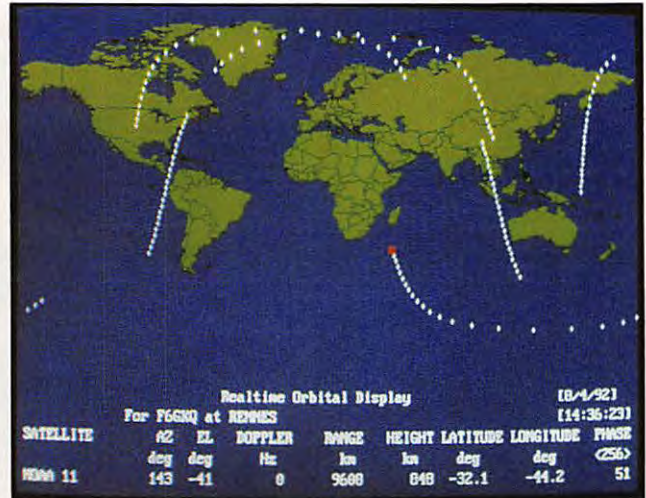 Realtime Orbital Display [8/4/92]
For F6GXQ at RENNES [14:36:23]
SATELLITE AZ EL DOPPLER RANGE HEIGHT LATITUDE LONGITUDE PHASE
deg deg Hz km km deg deg <256>
NOAA 11 143 -41 0 9608 848 -32.1 -44.2 51